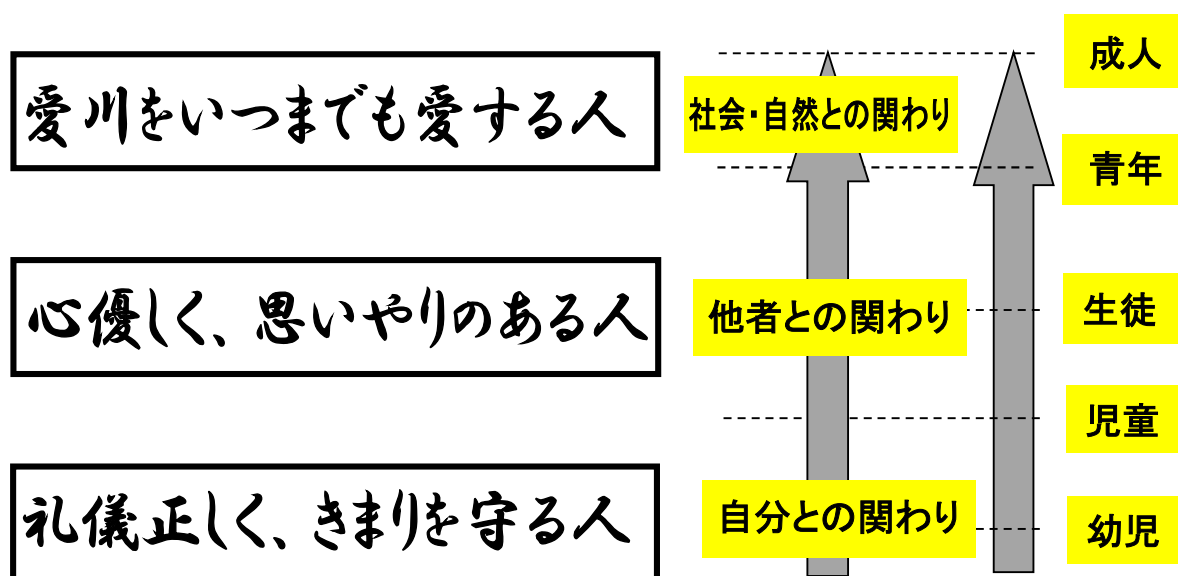 愛川をいつまでも愛する人
心優しく、思いやりのある人
礼儀正しく、きまりを守る人
社会・自然との関わり
他者との関わり
自分との関わり
成人
青年
生徒
児童
幼児